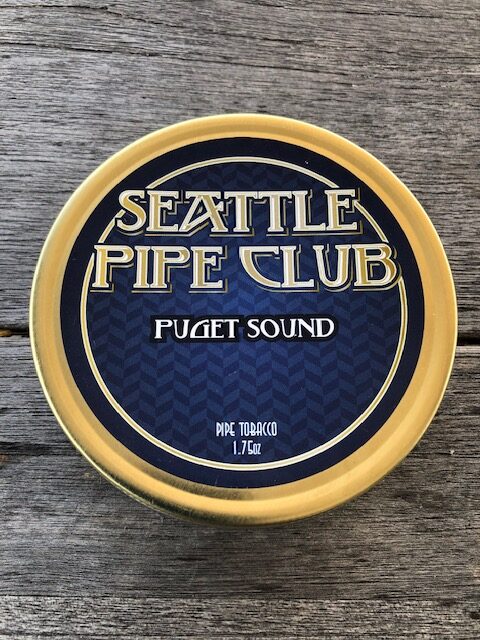 SEATTLE
PIPE CLUB
PUGET SOUND
PIPE TOBACCO
1.75oz